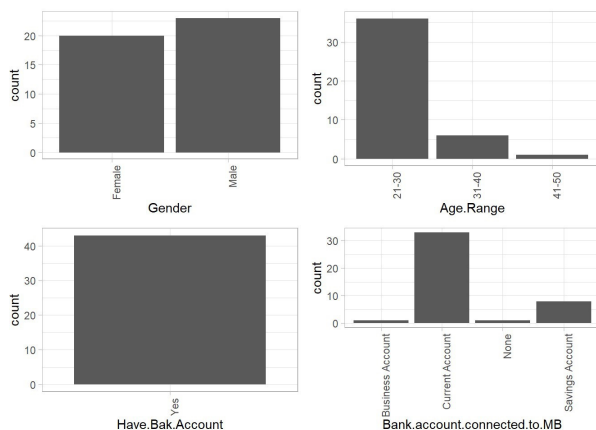 count
20
15
10
5
0
Female
Male
Gender
count
30
20
10
0
21-30
31-40
41-50
Age.Range
count
40
30
20
10
0
Yes
Have.Bak.Account
count
30
20
10
0
Business Account
Current Account
None
Savings Account
Bank.account.connected.to.MB